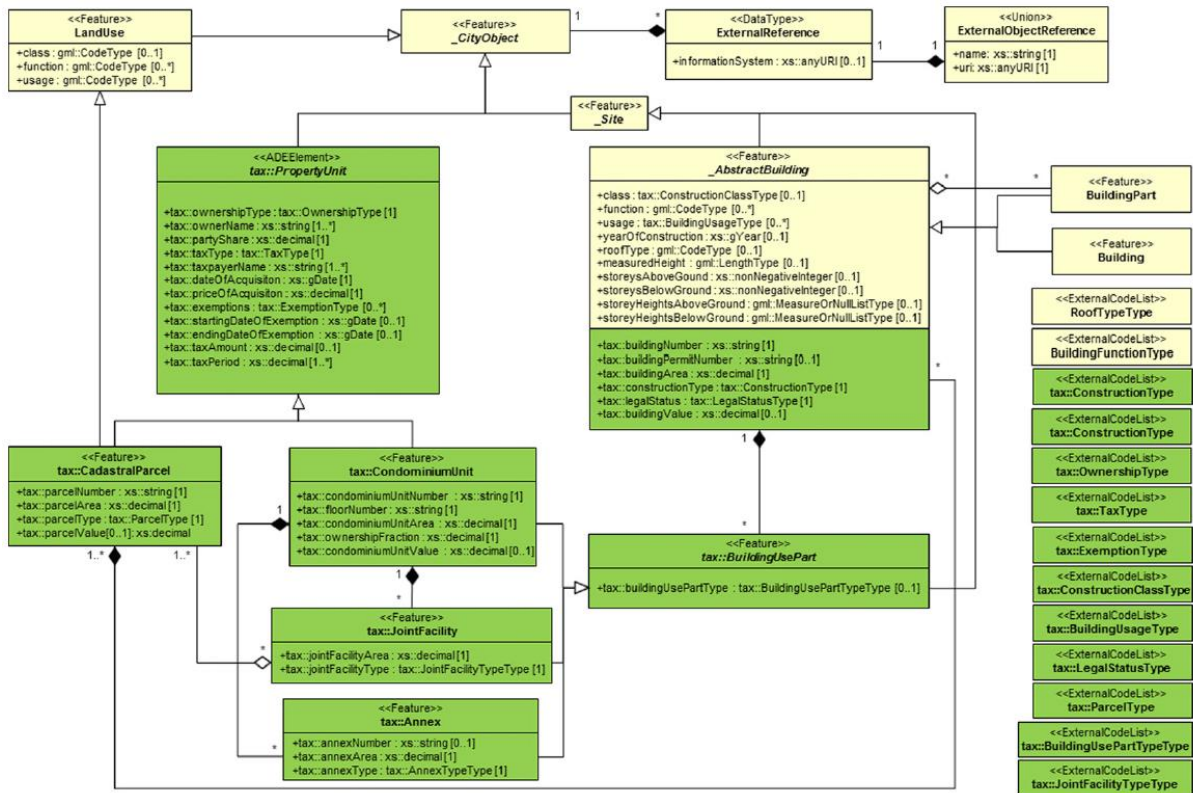 <<Feature>>
LandUse
+class: gml::CodeType [0..1]
+function: gml::CodeType [0..*]
+usage: gml::CodeType [0..*]
<<Feature>>
_CityObject
1
*
<<DataType>>
ExternalReference
+informationSystem : xs::anyURI [0..1]
1
1
<<Union>>
ExternalObjectReference
+name: xs::string [1]
+uri: xs::anyURI [1]
<<Feature>>
_Site
<<ADEElement>>
tax::PropertyUnit
+tax::ownershipType : tax::OwnershipType [1]
+tax::ownerName : xs::string [1..*]
+tax::partyShare : xs::decimal [1]
+tax::taxType : tax::TaxType [1]
+tax::taxpayerName : xs::string [1..*]
+tax::dateOfAcquisiton : xs::gDate [1]
+tax::priceOfAcquisiton : xs::decimal [1]
+tax::exemptions : tax::ExemptionType [0..*]
+tax::startingDateOfExemption : xs::gDate [0..1]
+tax::endingDateOfExemption : xs::gDate [0..1]
+tax::taxAmount : xs::decimal [0..1]
+tax::taxPeriod : xs::decimal [1..*]
<<Feature>>
_AbstractBuilding
+class : tax::ConstructionClassType [0..1]
+function : gml::CodeType [0..*]
+usage : tax::BuildingUsageType [0..*]
+yearOfConstruction : xs::gYear [0..1]
+roofType : gml::CodeType [0..1]
+measuredHeight : gml::LengthType [0..1]
+storeysAboveGound : xs::nonNegativeInteger [0..1]
+storeysBelowGround : xs::nonNegativeInteger [0..1]
+storeyHeightsAboveGround : gml::MeasureOrNullListType [0..1]
+storeyHeightsBelowGround : gml::MeasureOrNullListType [0..1]
+tax::buildingNumber : xs::string [1]
+tax::buildingPermitNumber : xs::string [0..1]
+tax::buildingArea : xs::decimal [1]
+tax::constructionType : tax::ConstructionType [1]
+tax::legalStatus : tax::LegalStatusType [1]
+tax::buildingValue : xs::decimal [0..1]
*
*
<<Feature>>
BuildingPart
<<Feature>>
Building
*
1
*
<<Feature>>
tax::CadastralParcel
+tax::parcelNumber : xs::string [1]
+tax::parcelArea : xs::decimal [1]
+tax::parcelType : tax::ParcelType [1]
+tax::parcelValue[0..1]: xs:decimal
1..*
1..*
<<Feature>>
tax::CondominiumUnit
+tax::condominiumUnitNumber : xs::string [1]
+tax::floorNumber : xs::string [1]
+tax::condominiumUnitArea : xs::decimal [1]
+tax::ownershipFraction : xs::decimal [1]
+tax::condominiumUnitValue : xs::decimal [0..1]
1
1
*
<<Feature>>
tax::BuildingUsePart
+tax::buildingUsePartType : tax::BuildingUsePartTypeType [0..1]
<<Feature>>
tax::JointFacility
+tax::jointFacilityArea : xs::decimal [1]
+tax::jointFacilityType : tax::JointFacilityTypeType [1]
*
<<Feature>>
tax::Annex
+tax::annexNumber : xs::string [0..1]
+tax::annexArea : xs::decimal [1]
+tax::annexType : tax::AnnexTypeType [1]
*
<<ExternalCodeList>>
RoofTypeType
<<ExternalCodeList>>
BuildingFunctionType
<<ExternalCodeList>>
tax::ConstructionType
<<ExternalCodeList>>
tax::ConstructionType
<<ExternalCodeList>>
tax::OwnershipType
<<ExternalCodeList>>
tax::TaxType
<<ExternalCodeList>>
tax::ExemptionType
<<ExternalCodeList>>
tax::ConstructionClassType
<<ExternalCodeList>>
tax::BuildingUsageType
<<ExternalCodeList>>
tax::LegalStatusType
<<ExternalCodeList>>
tax::ParcelType
<<ExternalCodeList>>
tax::BuildingUsePartTypeType
<<ExternalCodeList>>
tax::JointFacilityTypeType